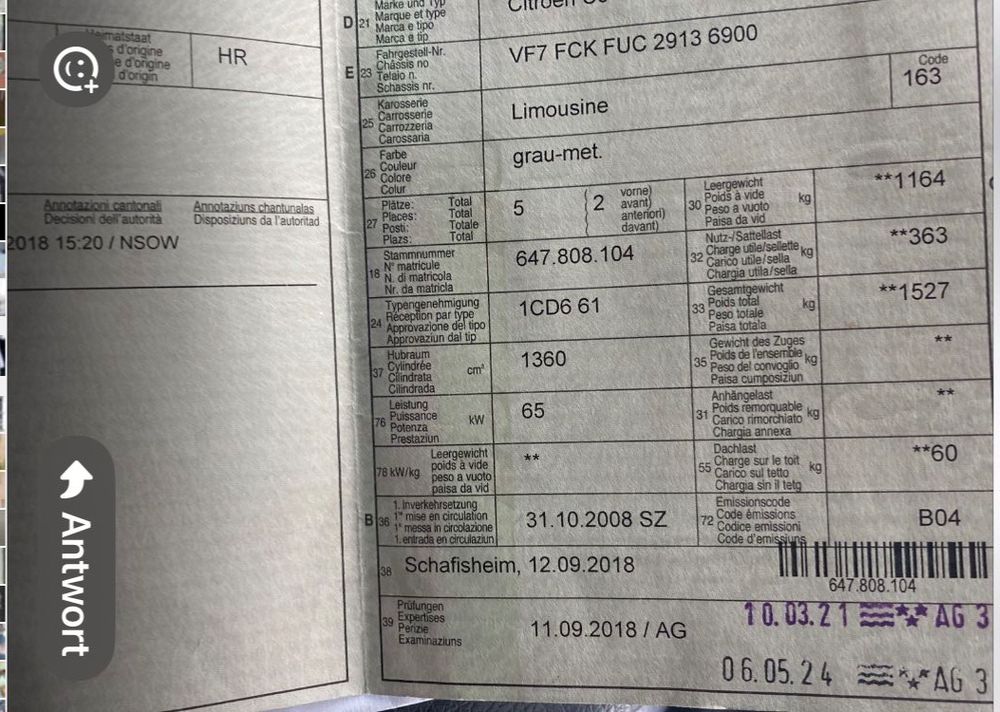 Heimatstaat
s d'origine
e d'origine
d'origin
HR
Annotazioni cantonali
Decisioni dell'autorità
Annotaziuns chantunalas
Disposiziuns da l'autoritad
2018 15:20 / NSOW
Antwort
D 21
Marke und Typ
Marque et type
Marca e tipo
Marca e tip
Citroën
E 23
Fahrgestell-Nr.
Châssis no
Telaio n.
Schassis nr.
VF7 FCK FUC 2913 6900
25
Karosserie
Carrosserie
Carrozzeria
Carossaria
Limousine
Code
163
26
Farbe
Couleur
Colore
Colur
grau-met.
27
Plätze: Total
Places: Total
Posti: Totale
Plazs: Total
5
2
vorne)
avant)
anteriori)
davant)
30
Leergewicht
Poids à vide
Peso a vuoto
Paisa da vid
kg
**1164
18
Stammnummer
N° matricule
N. di matricola
Nr. da matricla
647.808.104
32
Nutz-/Sattellast
Charge utile/sellette
Carico utile/sella
Chargia utila/sella
kg
**363
24
Typengenehmigung
Réception par type
Approvazione del tipo
Approvaziun dal tip
1CD6 61
33
Gesamtgewicht
Poids total
Peso totale
Paisa totala
kg
**1527
37
Hubraum
Cylindrée
Cilindrata
Cilindrada
cm³
1360
35
Gewicht des Zuges
Poids de l'ensemble
Peso del convoglio
Paisa cumposiziun
kg
**
76
Leistung
Puissance
Potenza
Prestaziun
kW
65
31
Anhängelast
Poids remorquable
Carico rimorchiato
Chargia annexa
kg
**
78 kW/kg
Leergewicht
poids à vide
peso a vuoto
paisa da vid
**
55
Dachlast
Charge sur le toit
Carico sul tetto
Chargia sin il tetg
kg
**60
B 36
1. Inverkehrsetzung
1re mise en circulation
1a messa in circolazione
1. entrada en circulaziun
31.10.2008 SZ
72
Emissionscode
Code émissions
Codice emissioni
Code d'emissiuns
B04
38
Schafisheim, 12.09.2018
647.808.104
39
Prüfungen
Expertises
Perizie
Examinaziuns
11.09.2018 / AG
10.03.21 AG 3
06.05.24 AG 3